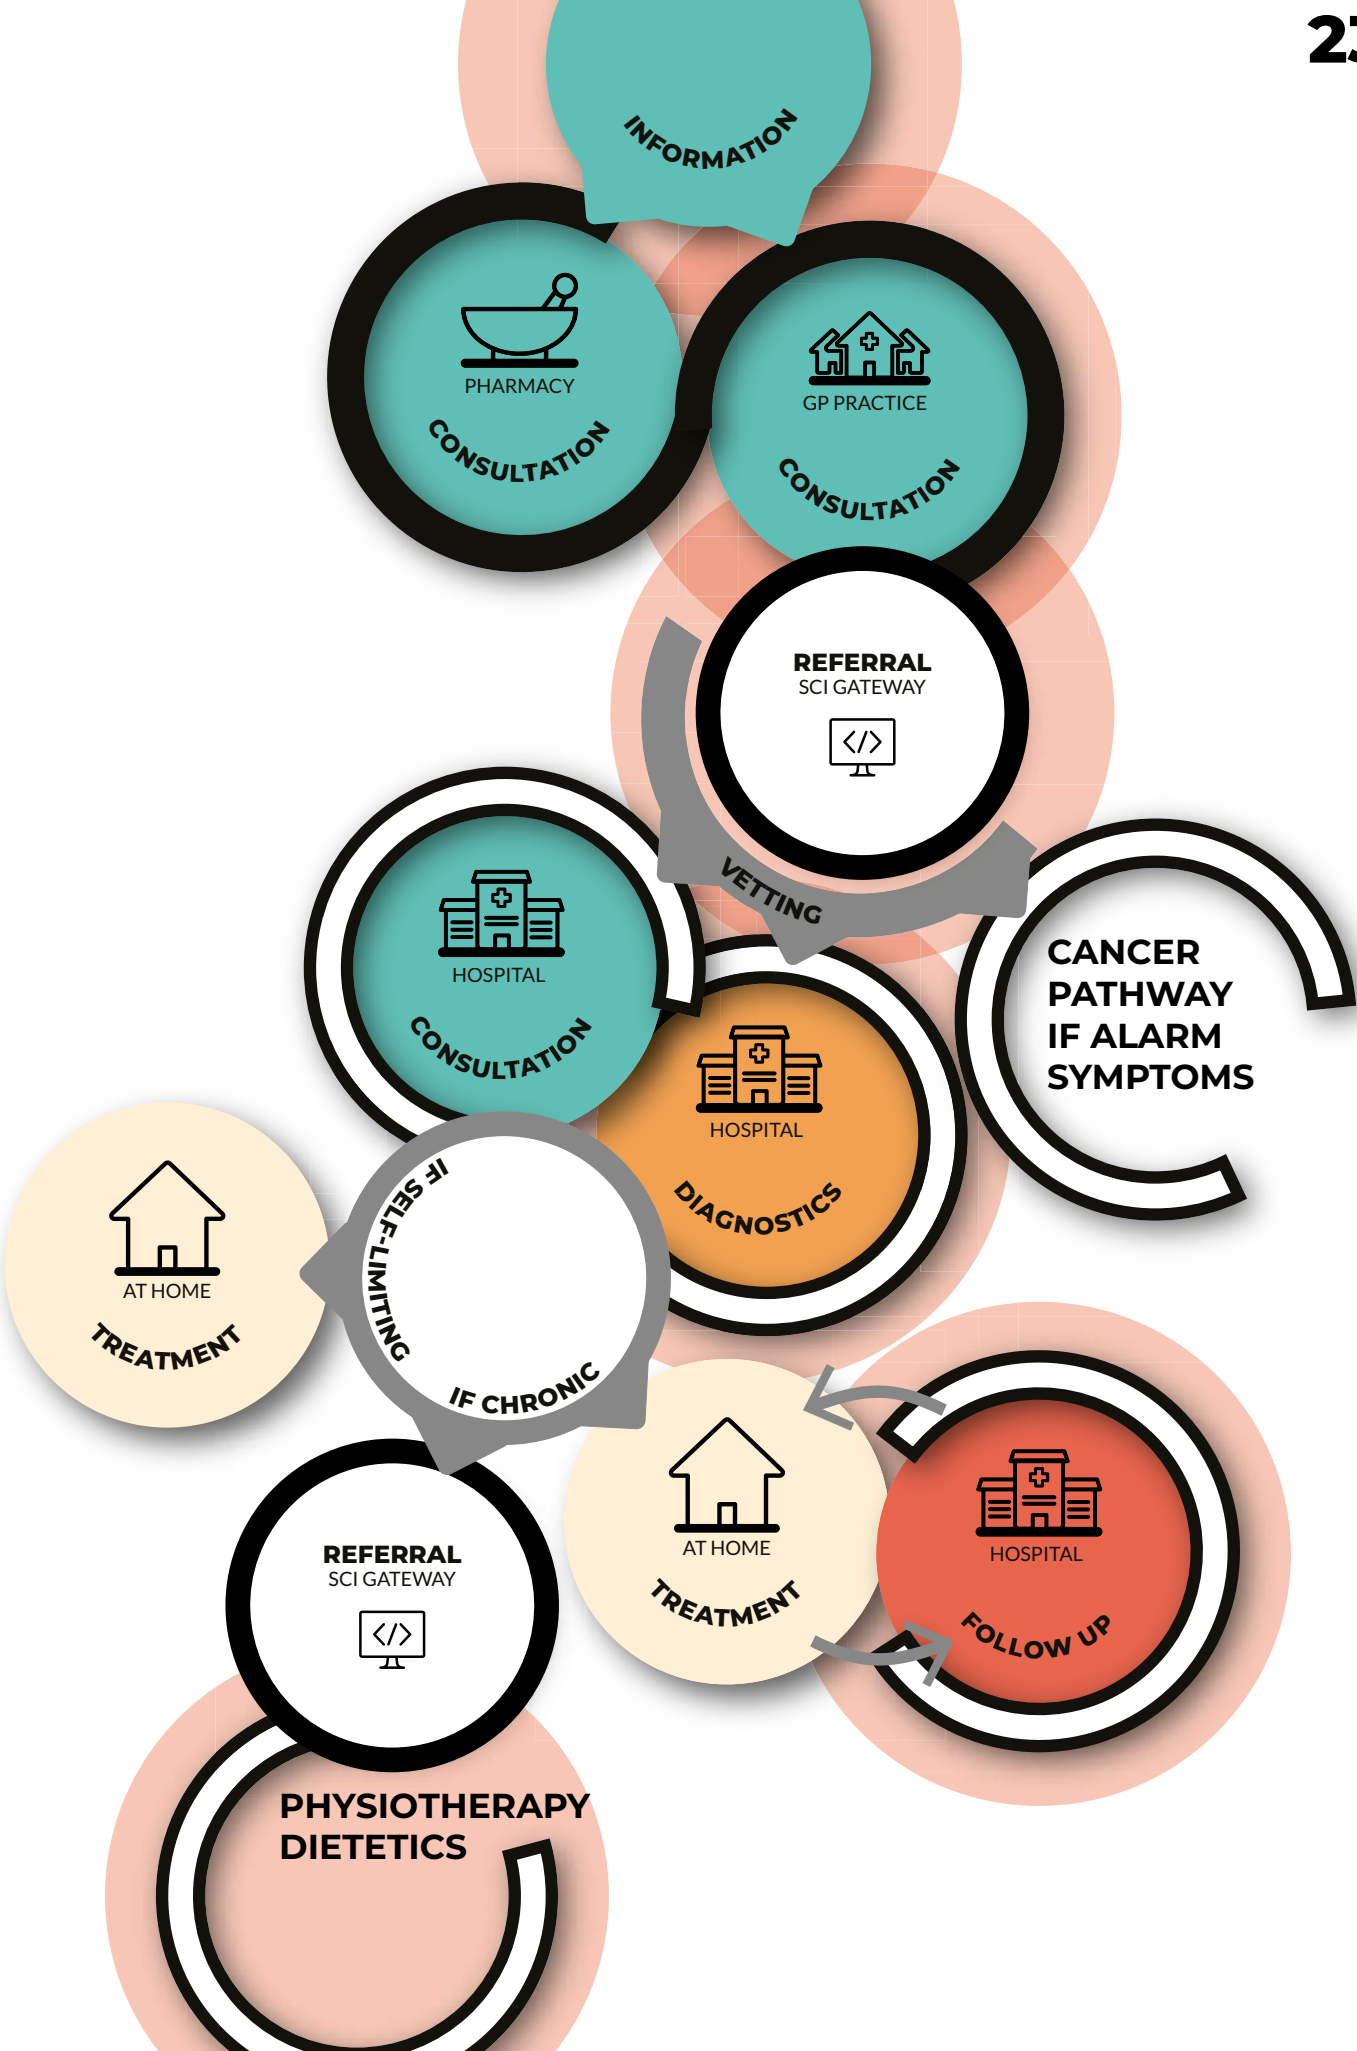 INFORMATION
PHARMACY
CONSULTATION
GP PRACTICE
CONSULTATION
REFERRAL
SCI GATEWAY
VETTING
HOSPITAL
CONSULTATION
CANCER
PATHWAY
IF ALARM
SYMPTOMS
HOSPITAL
DIAGNOSTICS
AT HOME
TREATMENT
IF SELF-LIMITING
IF CHRONIC
AT HOME
TREATMENT
HOSPITAL
FOLLOW UP
REFERRAL
SCI GATEWAY
PHYSIOTHERAPY
DIETETICS